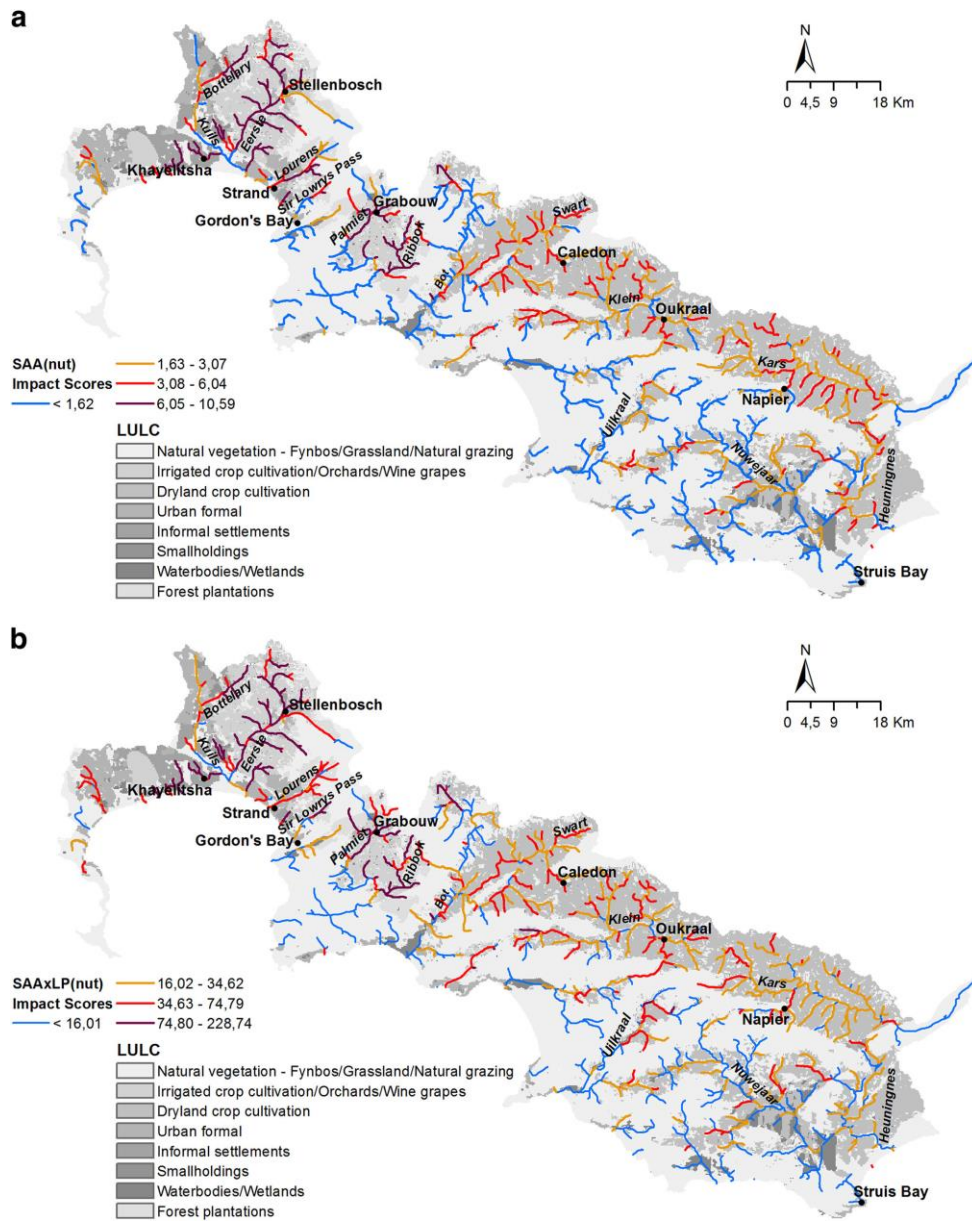 a
N
0 4,5 9 18 Km
Bottelary
Stellenbosch
Kuils
Eerste
Khayelitsha
Lourens
Strand
Sir Lowrys Pass
Gordon's Bay
Grabouw
Palmiet
Ribbok
Swart
Caledon
Bot
Klein
Oukraal
Kars
Napier
Uilkraal
Nuwejaar
Heuningnes
Struis Bay
SAA(nut) 1,63 - 3,07
Impact Scores 3,08 - 6,04
< 1,62 6,05 - 10,59
LULC
Natural vegetation - Fynbos/Grassland/Natural grazing
Irrigated crop cultivation/Orchards/Wine grapes
Dryland crop cultivation
Urban formal
Informal settlements
Smallholdings
Waterbodies/Wetlands
Forest plantations
b
N
0 4,5 9 18 Km
Bottelary
Stellenbosch
Kuils
Eerste
Khayelitsha
Lourens
Strand
Sir Lowrys Pass
Gordon's Bay
Grabouw
Palmiet
Ribbok
Swart
Caledon
Bot
Klein
Oukraal
Kars
Napier
Uilkraal
Nuwejaar
Heuningnes
Struis Bay
SAAxLP(nut) 16,02 - 34,62
Impact Scores 34,63 - 74,79
< 16,01 74,80 - 228,74
LULC
Natural vegetation - Fynbos/Grassland/Natural grazing
Irrigated crop cultivation/Orchards/Wine grapes
Dryland crop cultivation
Urban formal
Informal settlements
Smallholdings
Waterbodies/Wetlands
Forest plantations